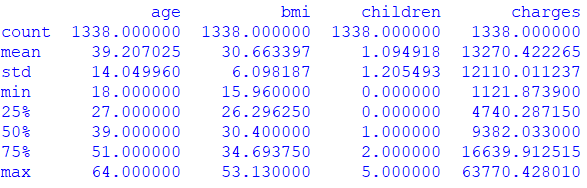 age bmi children charges
count 1338.000000 1338.000000 1338.000000 1338.000000
mean 39.207025 30.663397 1.094918 13270.422265
std 14.049960 6.098187 1.205493 12110.011237
min 18.000000 15.960000 0.000000 1121.873900
25% 27.000000 26.296250 0.000000 4740.287150
50% 39.000000 30.400000 1.000000 9382.033000
75% 51.000000 34.693750 2.000000 16639.912515
max 64.000000 53.130000 5.000000 63770.428010